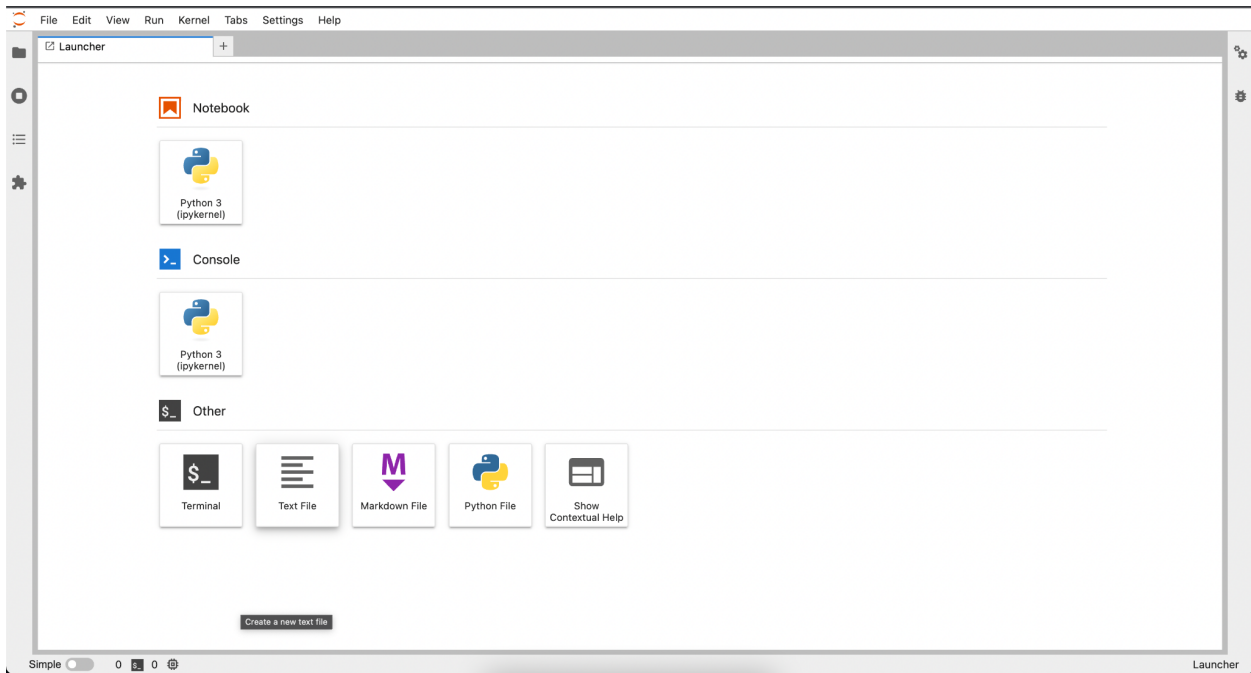 File Edit View Run Kernel Tabs Settings Help
Launcher +
Notebook
Python 3
(ipykernel)
>_ Console
Python 3
(ipykernel)
$_ Other
$_
Terminal
Text File
M
Markdown File
Python File
Show
Contextual Help
Create a new text file
Simple 0 $_ 0 Launcher